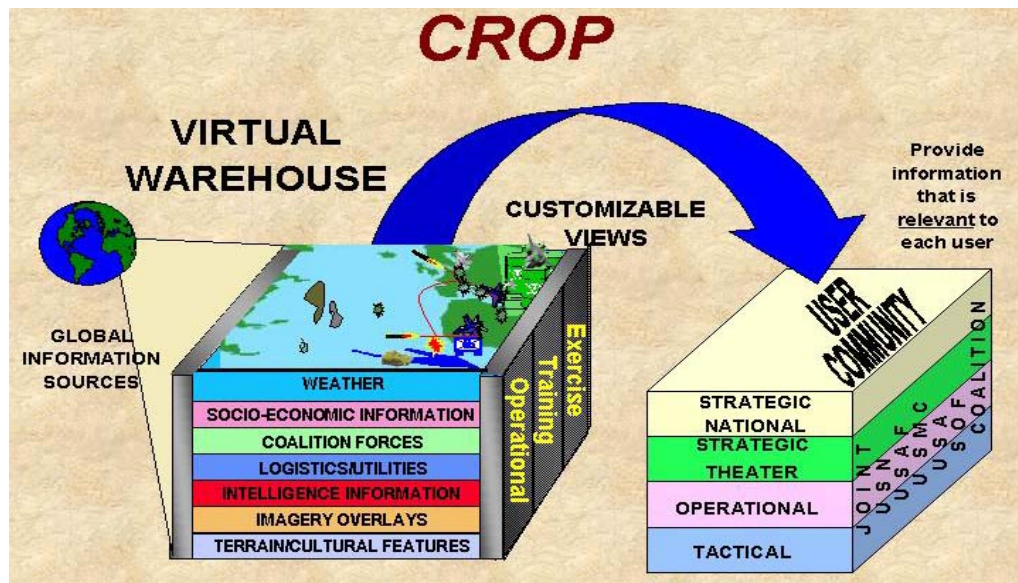 CROP
VIRTUAL
WAREHOUSE
CUSTOMIZABLE
VIEWS
Provide
information
that is
relevant to
each user
GLOBAL
INFORMATION
SOURCES
WEATHER
SOCIO-ECONOMIC INFORMATION
COALITION FORCES
LOGISTICS/UTILITIES
INTELLIGENCE INFORMATION
IMAGERY OVERLAYS
TERRAIN/CULTURAL FEATURES
Operational
Training
Exercise
USER
COMMUNITY
STRATEGIC
NATIONAL
STRATEGIC
THEATER
OPERATIONAL
TACTICAL
JOINT
USN
USAF
USMC
USA
SOF
COALITION